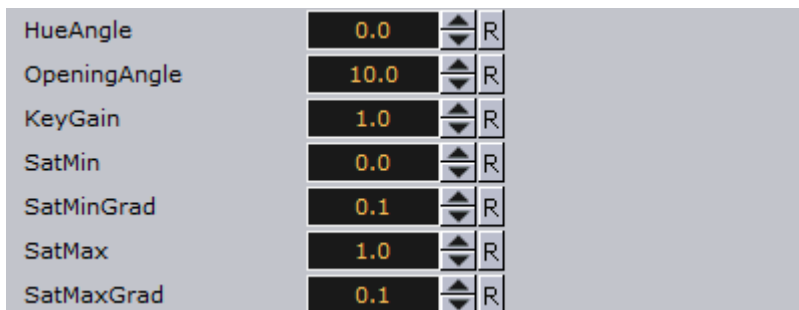 HueAngle 0.0 R
OpeningAngle 10.0 R
KeyGain 1.0 R
SatMin 0.0 R
SatMinGrad 0.1 R
SatMax 1.0 R
SatMaxGrad 0.1 R